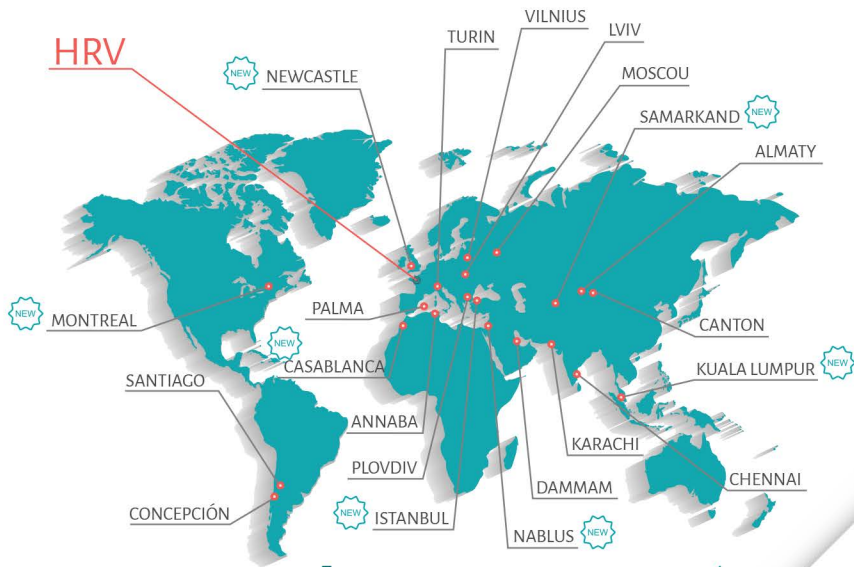 VILNIUS
LVIV
TURIN
HRV
NEW
NEWCASTLE
MOSCOU
SAMARKAND
NEW
ALMATY
NEW
MONTREAL
PALMA
CANTON
NEW
CASABLANCA
KUALA LUMPUR
NEW
SANTIAGO
ANNABA
KARACHI
PLOVDIV
CHENNAI
DAMMAM
CONCEPCIÓN
NEW
ISTANBUL
NABLUS
NEW